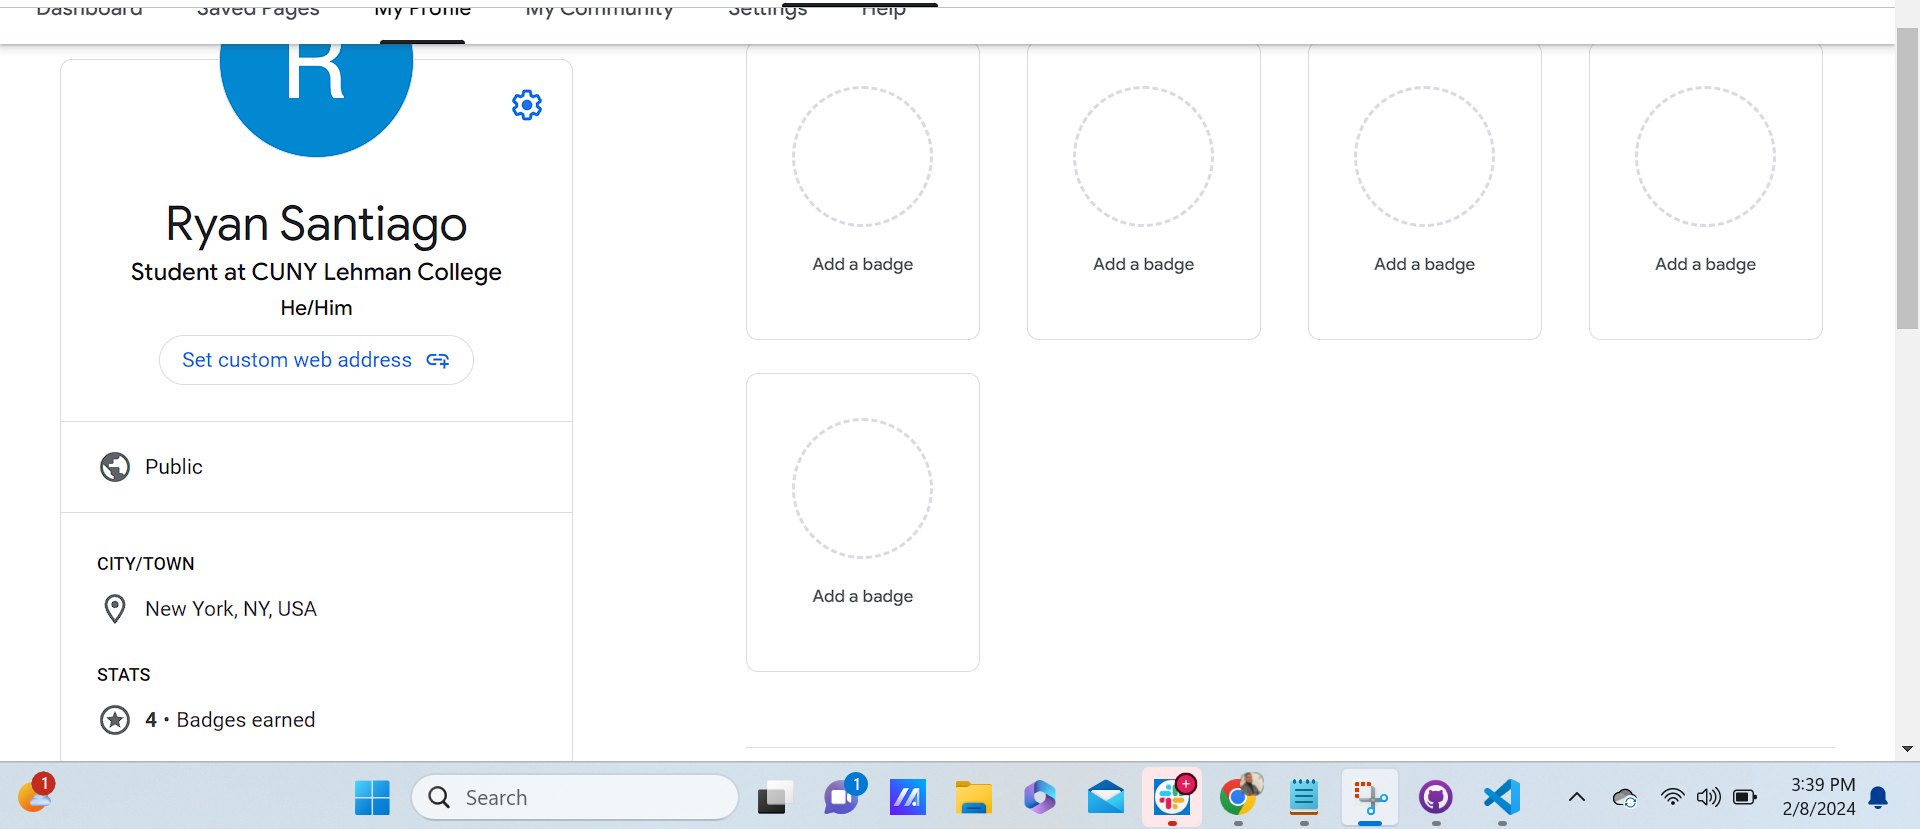 Dashboard Saved Pages My Profile My Community Settings Help
R
Ryan Santiago
Student at CUNY Lehman College
He/Him
Set custom web address
Public
CITY/TOWN
New York, NY, USA
STATS
4 • Badges earned
Add a badge Add a badge Add a badge Add a badge
Add a badge
1
Search
1
3:39 PM
2/8/2024